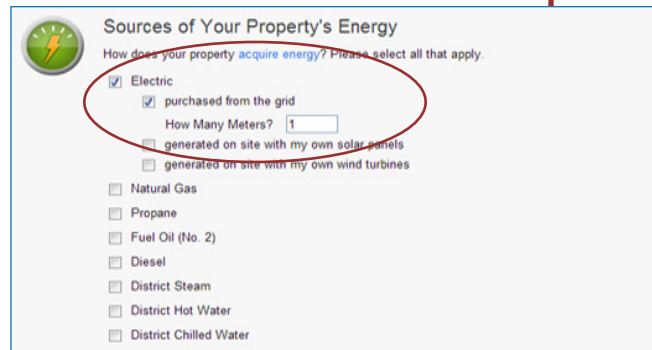 Sources of Your Property's Energy
How does your property acquire energy? Please select all that apply.
Electric
purchased from the grid
How Many Meters? 1
generated on site with my own solar panels
generated on site with my own wind turbines
Natural Gas
Propane
Fuel Oil (No. 2)
Diesel
District Steam
District Hot Water
District Chilled Water